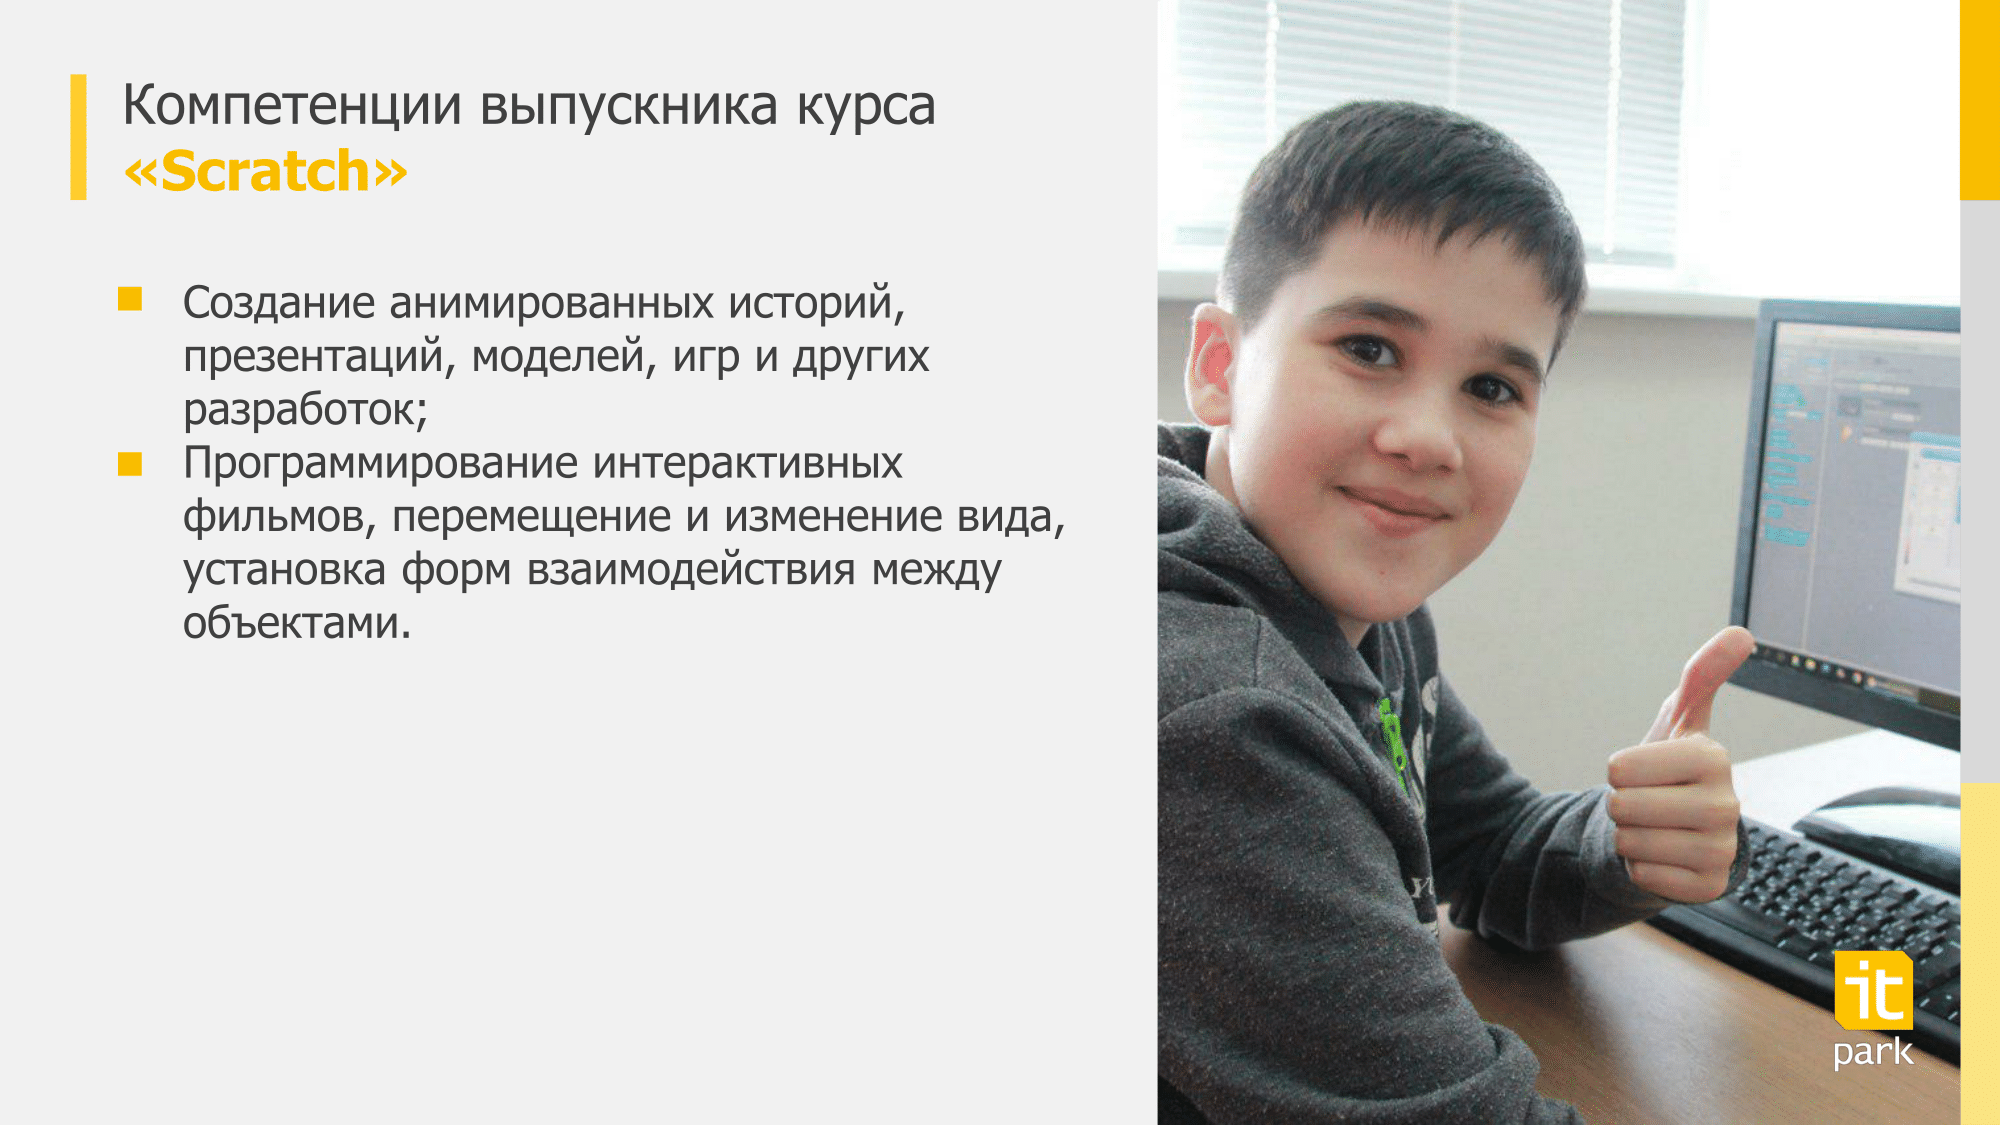 Компетенции выпускника курса
«Scratch»
Создание анимированных историй,
презентаций, моделей, игр и других
разработок;
Программирование интерактивных
фильмов, перемещение и изменение вида,
установка форм взаимодействия между
объектами.
it
park